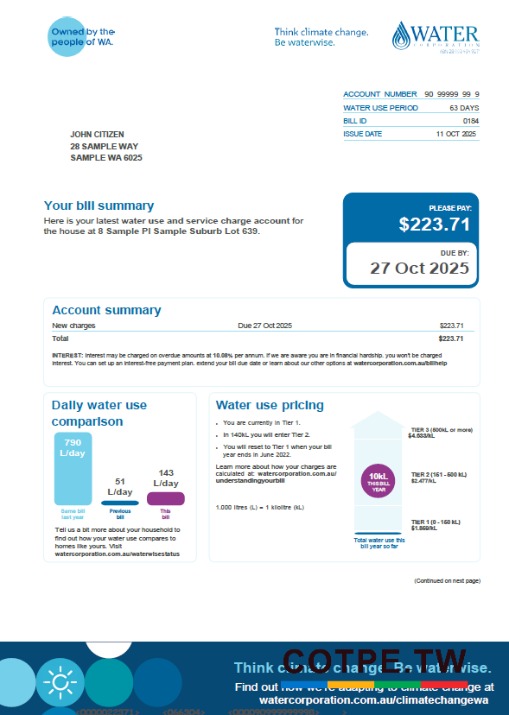 Owned by the
people of WA.
Think climate change.
Be waterwise.
WATER
CORPORATION
ACCOUNT NUMBER 90 99999 99 9
WATER USE PERIOD 63 DAYS
BILL ID 0184
ISSUE DATE 11 OCT 2025
JOHN CITIZEN
28 SAMPLE WAY
SAMPLE WA 6025
Your bill summary
Here is your latest water use and service charge account for
the house at 8 Sample Pl Sample Suburb Lot 639.
PLEASE PAY:
$223.71
DUE BY:
27 Oct 2025
Account summary
New charges Due 27 Oct 2025 $223.71
Total $223.71
INTEREST: Interest may be charged on overdue amounts at 10.08% per annum. If we are aware you are in financial hardship, you won't be charged
interest. You can set up an interest-free payment plan, extend your bill due date or learn about our other options at watercorporation.com.au/billhelp
Daily water use
comparison
790
L/day
51
L/day
143
L/day
Same bill
last year
Previous
bill
This
bill
Tell us a bit more about your household to
find out how your water use compares to
homes like yours. Visit
watercorporation.com.au/waterwisestatus
Water use pricing
• You are currently in Tier 1.
• In 140kL you will enter Tier 2.
• You will reset to Tier 1 when your bill
year ends in June 2022.
Learn more about how your charges are
calculated at watercorporation.com.au/
understandingyourbill
1,000 litres (L) = 1 kilolitre (kL)
10kL
THIS BILL
YEAR
Total water use this
bill year so far
TIER 3 (500kL or more)
TIER 2 (151 - 500 kL)
$2.477/kL
TIER 1 (0 - 150 kL)
(Continued on next page)
Think climate change. Be waterwise.
COTPE.TW
Find out how we're adapting to climate change at
watercorporation.com.au/climatechangewa